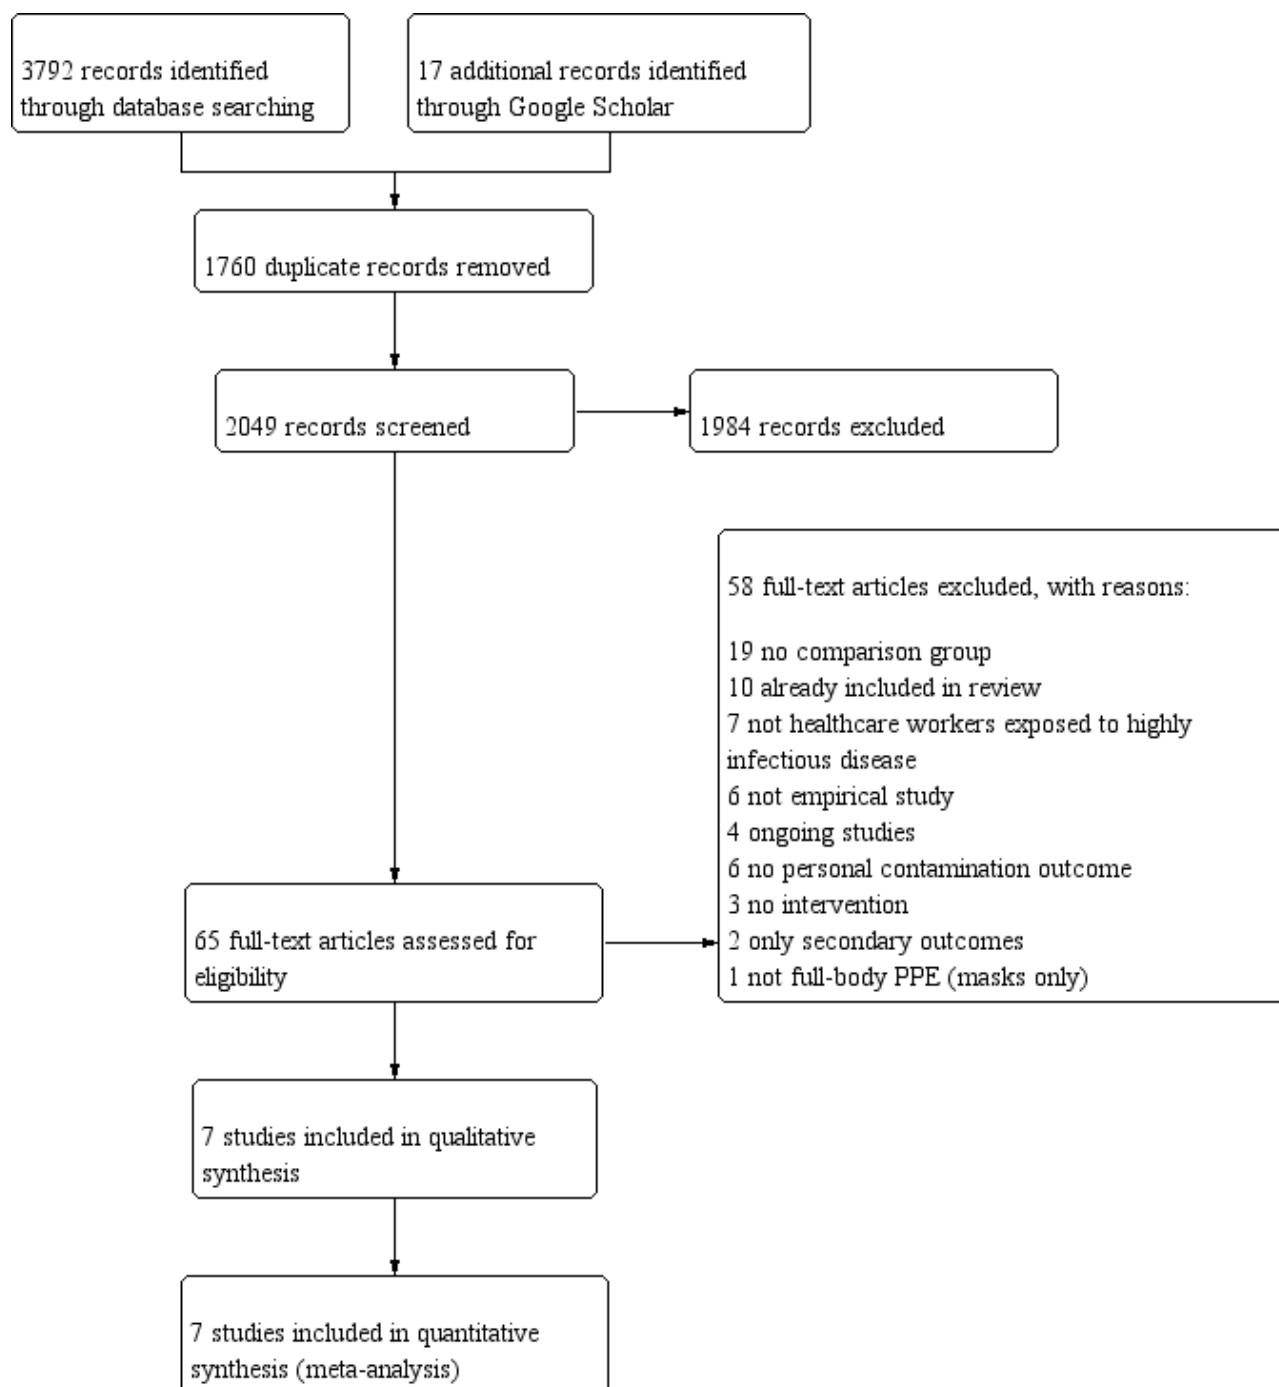 3792 records identified
through database searching
17 additional records identified
through Google Scholar
1760 duplicate records removed
2049 records screened
1984 records excluded
58 full-text articles excluded, with reasons:
19 no comparison group
10 already included in review
7 not healthcare workers exposed to highly
infectious disease
6 not empirical study
4 ongoing studies
6 no personal contamination outcome
3 no intervention
2 only secondary outcomes
1 not full-body PPE (masks only)
65 full-text articles assessed for
eligibility
7 studies included in qualitative
synthesis
7 studies included in quantitative
synthesis (meta-analysis)